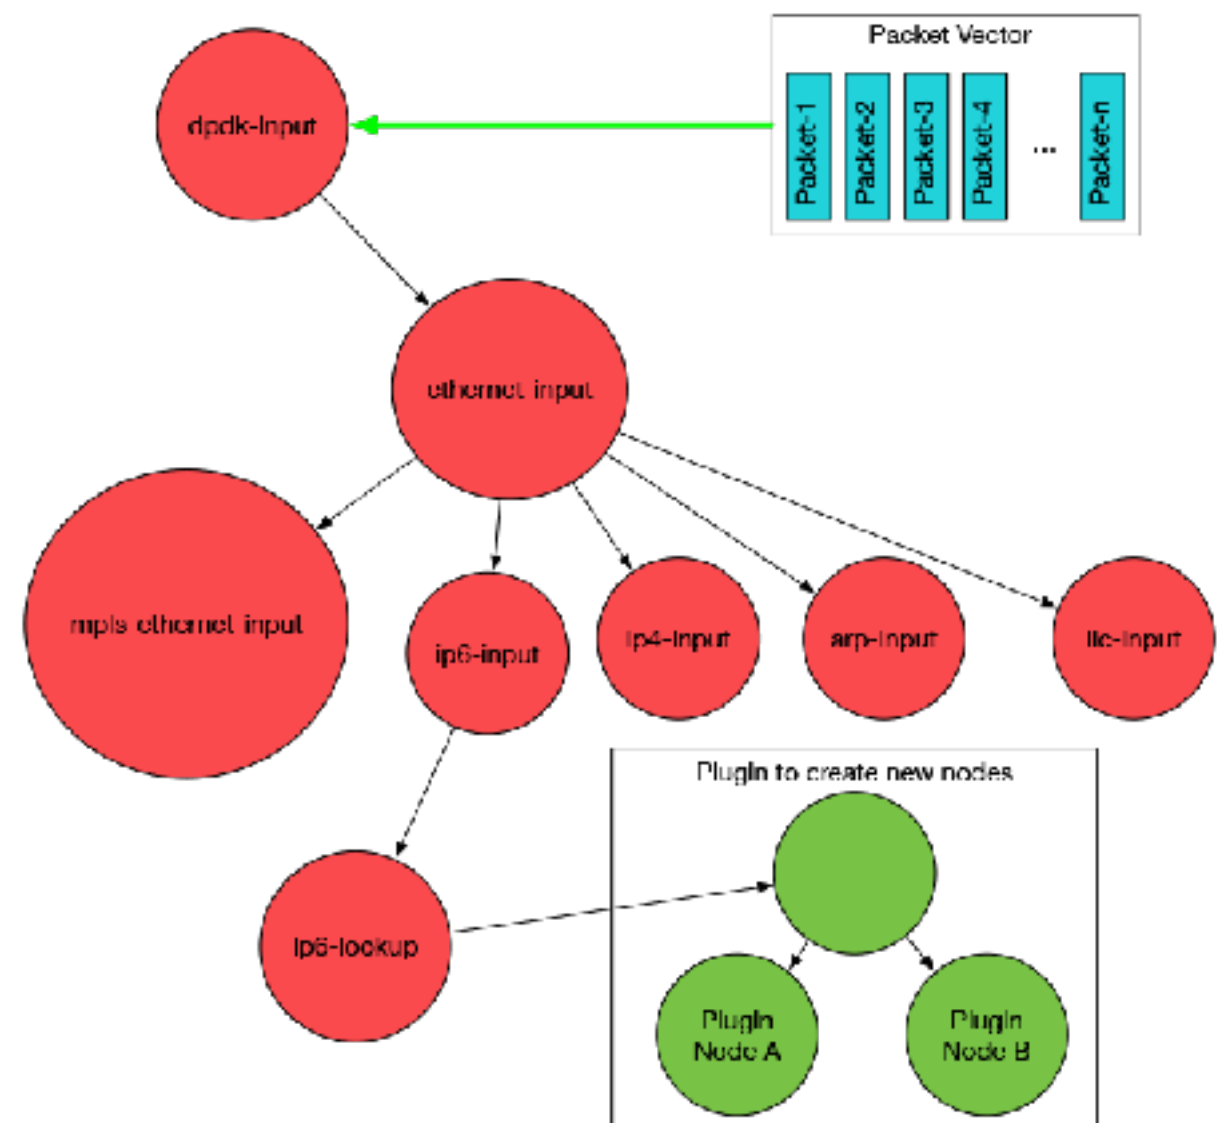 Packet Vector
dpdk-input
Packet-1
Packet-2
Packet-3
Packet-4
...
Packet-n
ethernet-input
mpls-ethernet-input
ip6-input
ip4-input
arp-input
llc-input
PlugIn to create new nodes
ip6-lookup
PlugIn
Node A
PlugIn
Node B